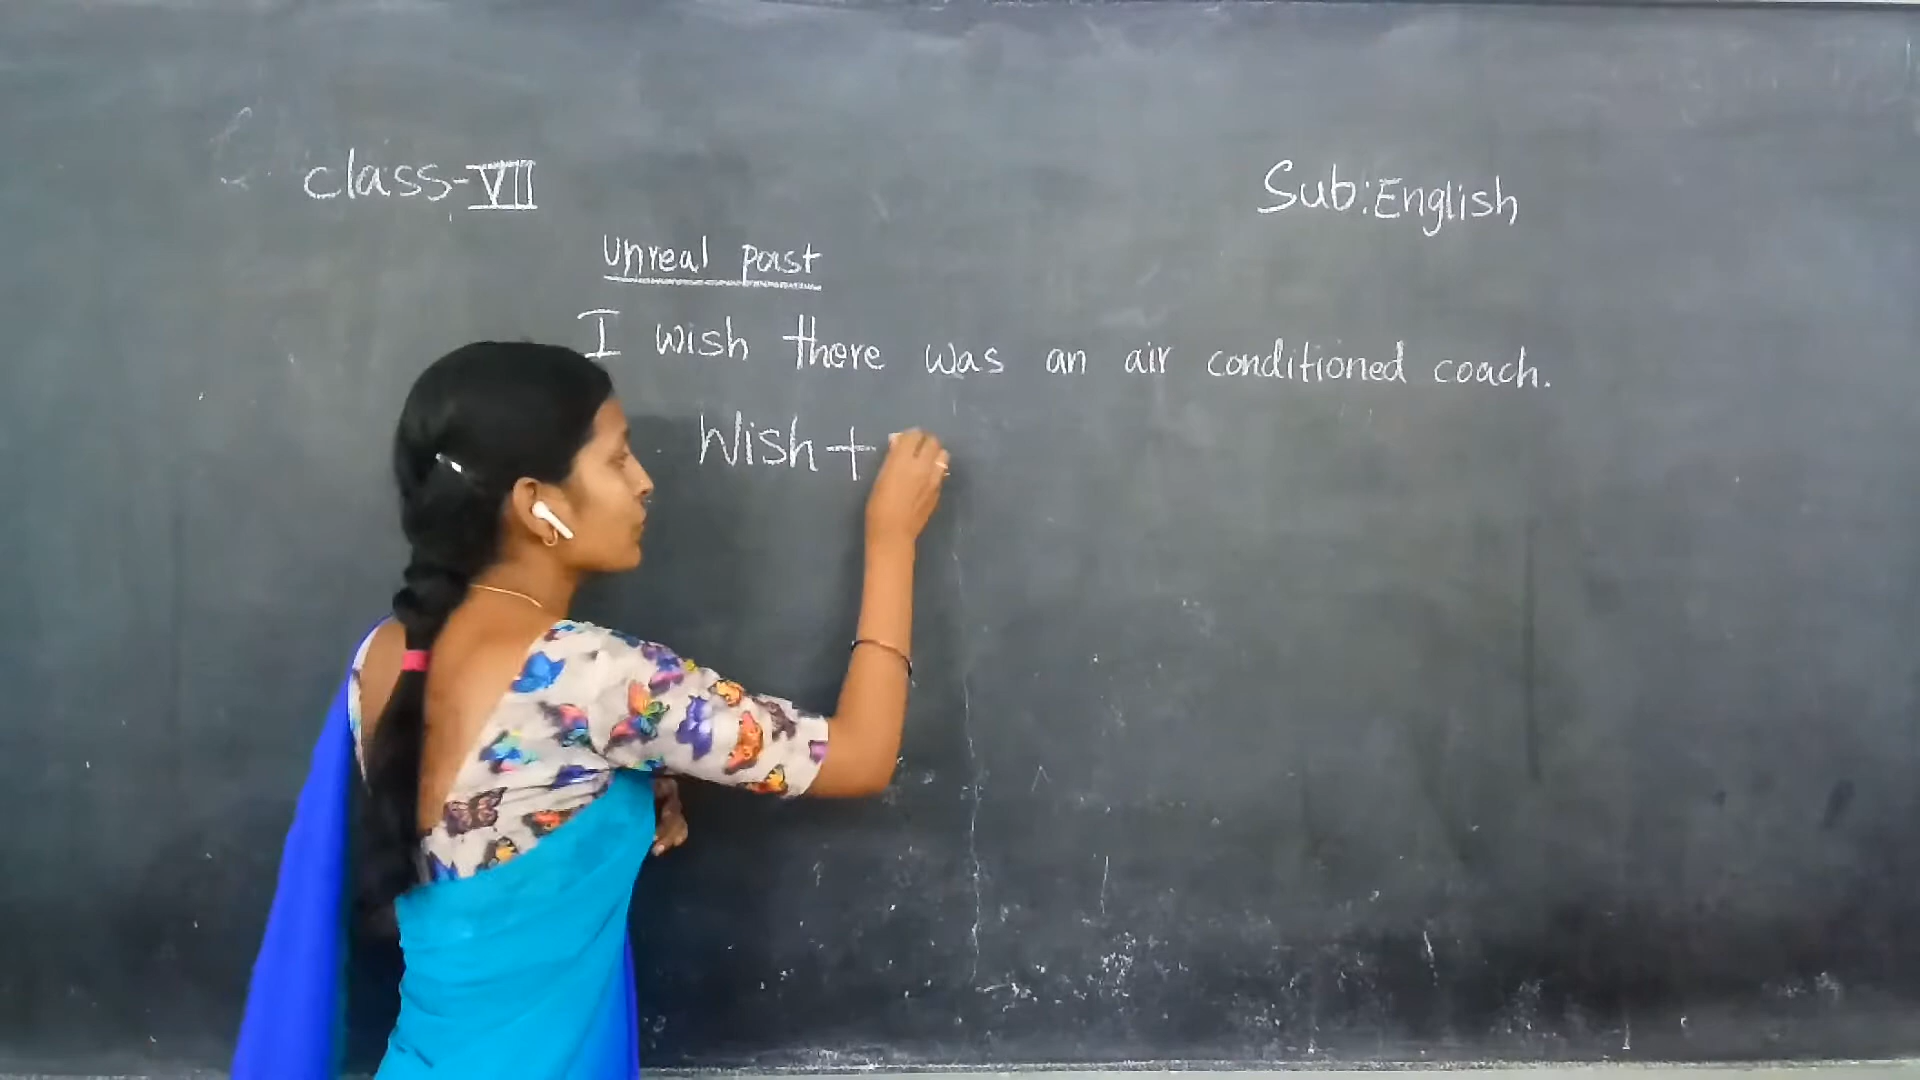 class-VII
Sub:English
Unreal past
I wish there was an air conditioned coach.
Wish +